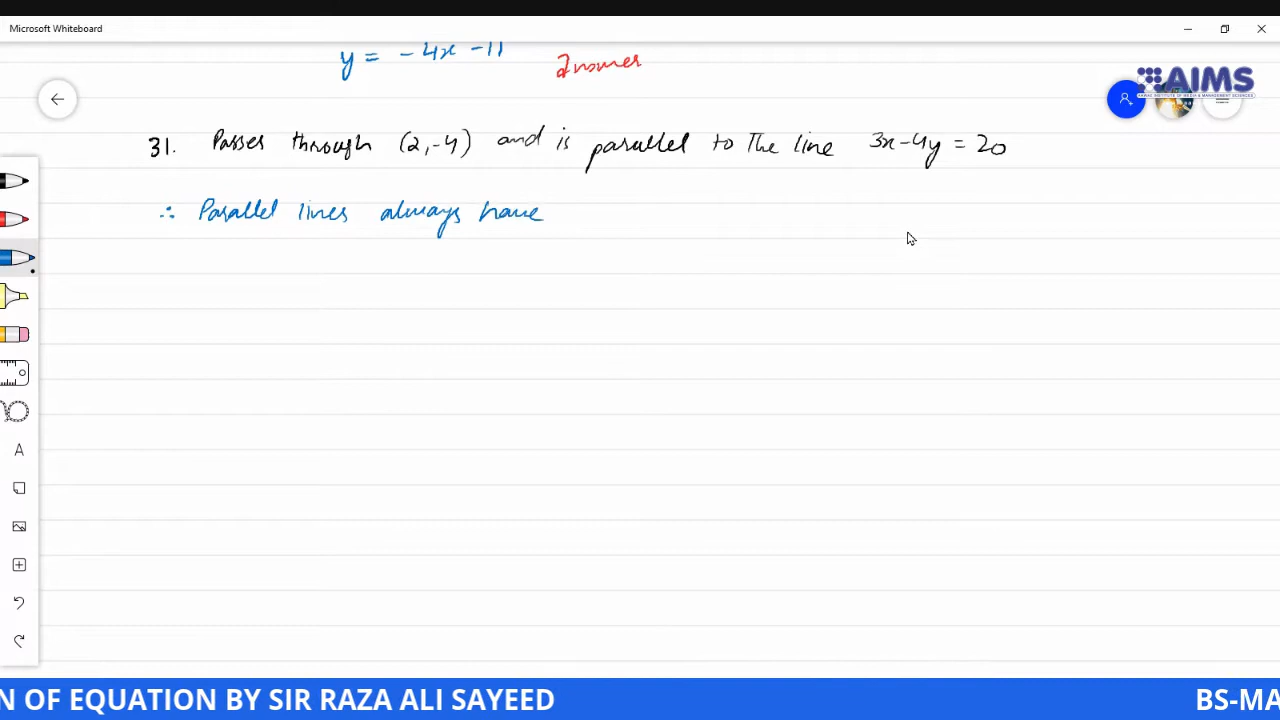 Microsoft Whiteboard
y = -4x -11
Answer
AIMS
31. Passes through (2,-4) and is parallel to the line 3x-4y = 20
∴ Parallel lines always have
A
N OF EQUATION BY SIR RAZA ALI SAYEED
BS-MA